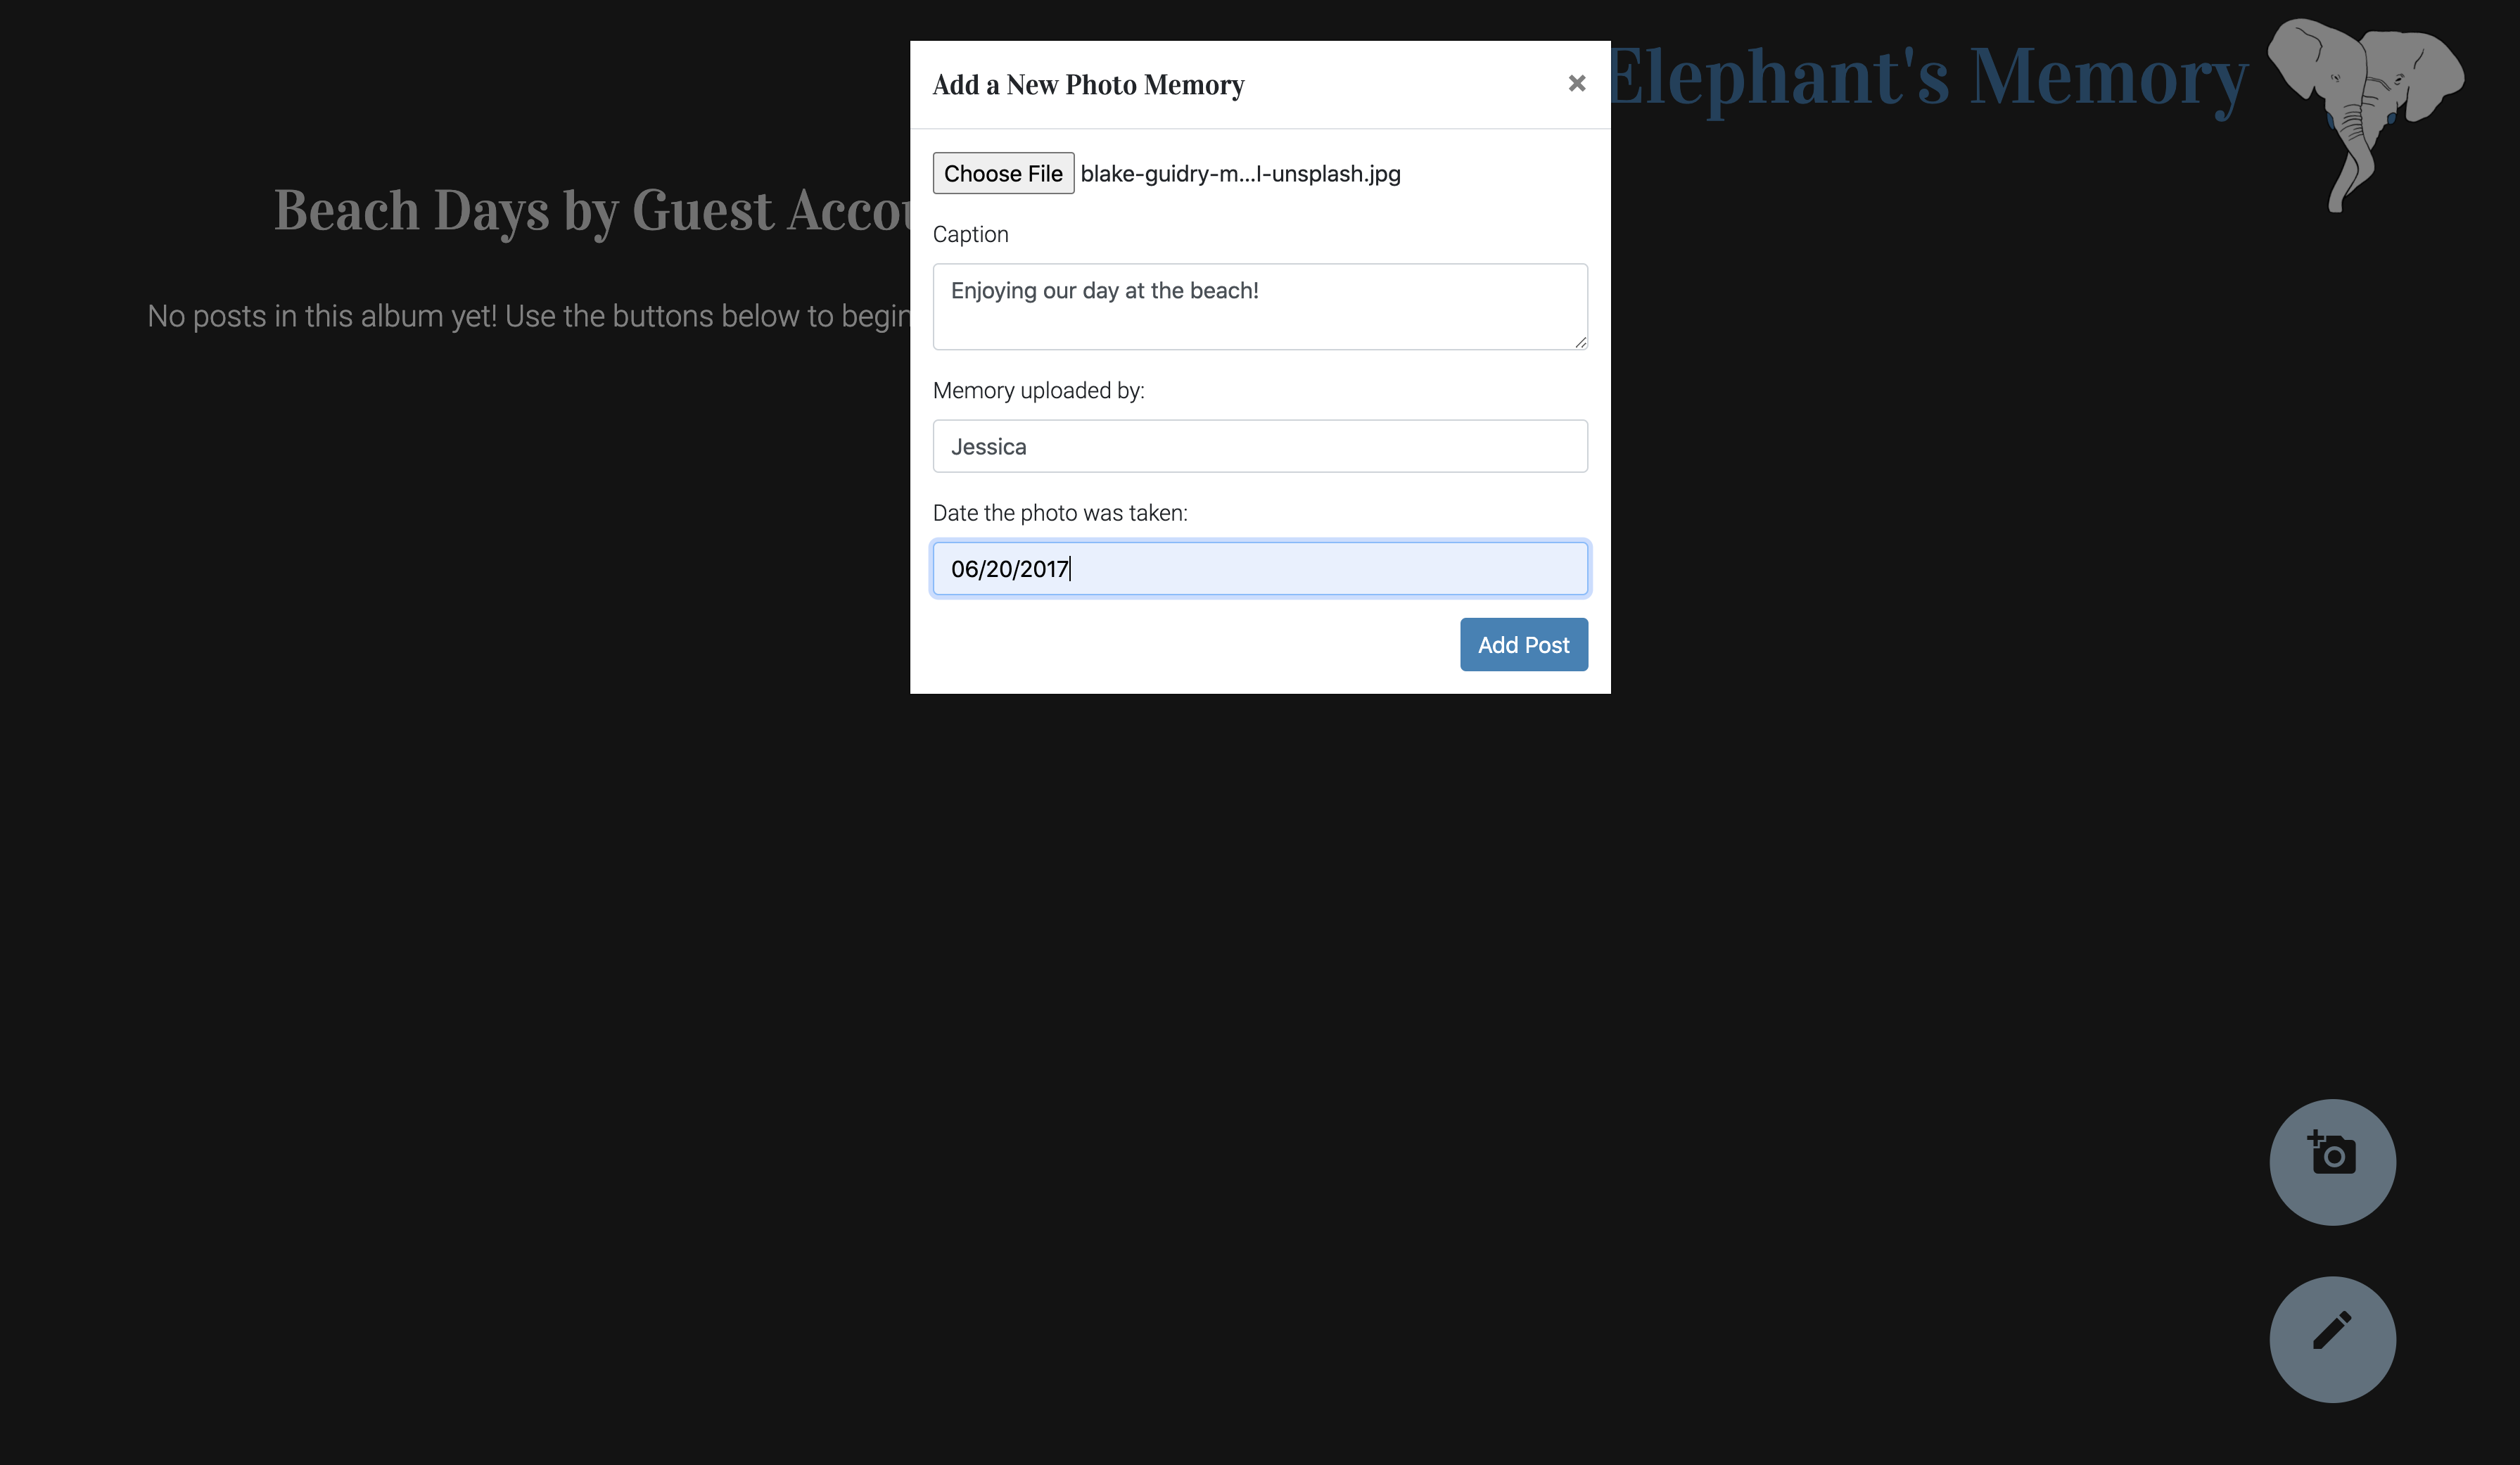 Elephant's Memory
Beach Days by Guest
No posts in this album yet! Use the buttons below to begin
Add a New Photo Memory
×
Choose File blake-guidry-m...l-unsplash.jpg
Caption
Enjoying our day at the beach!
Memory uploaded by:
Jessica
Date the photo was taken:
06/20/2017
Add Post